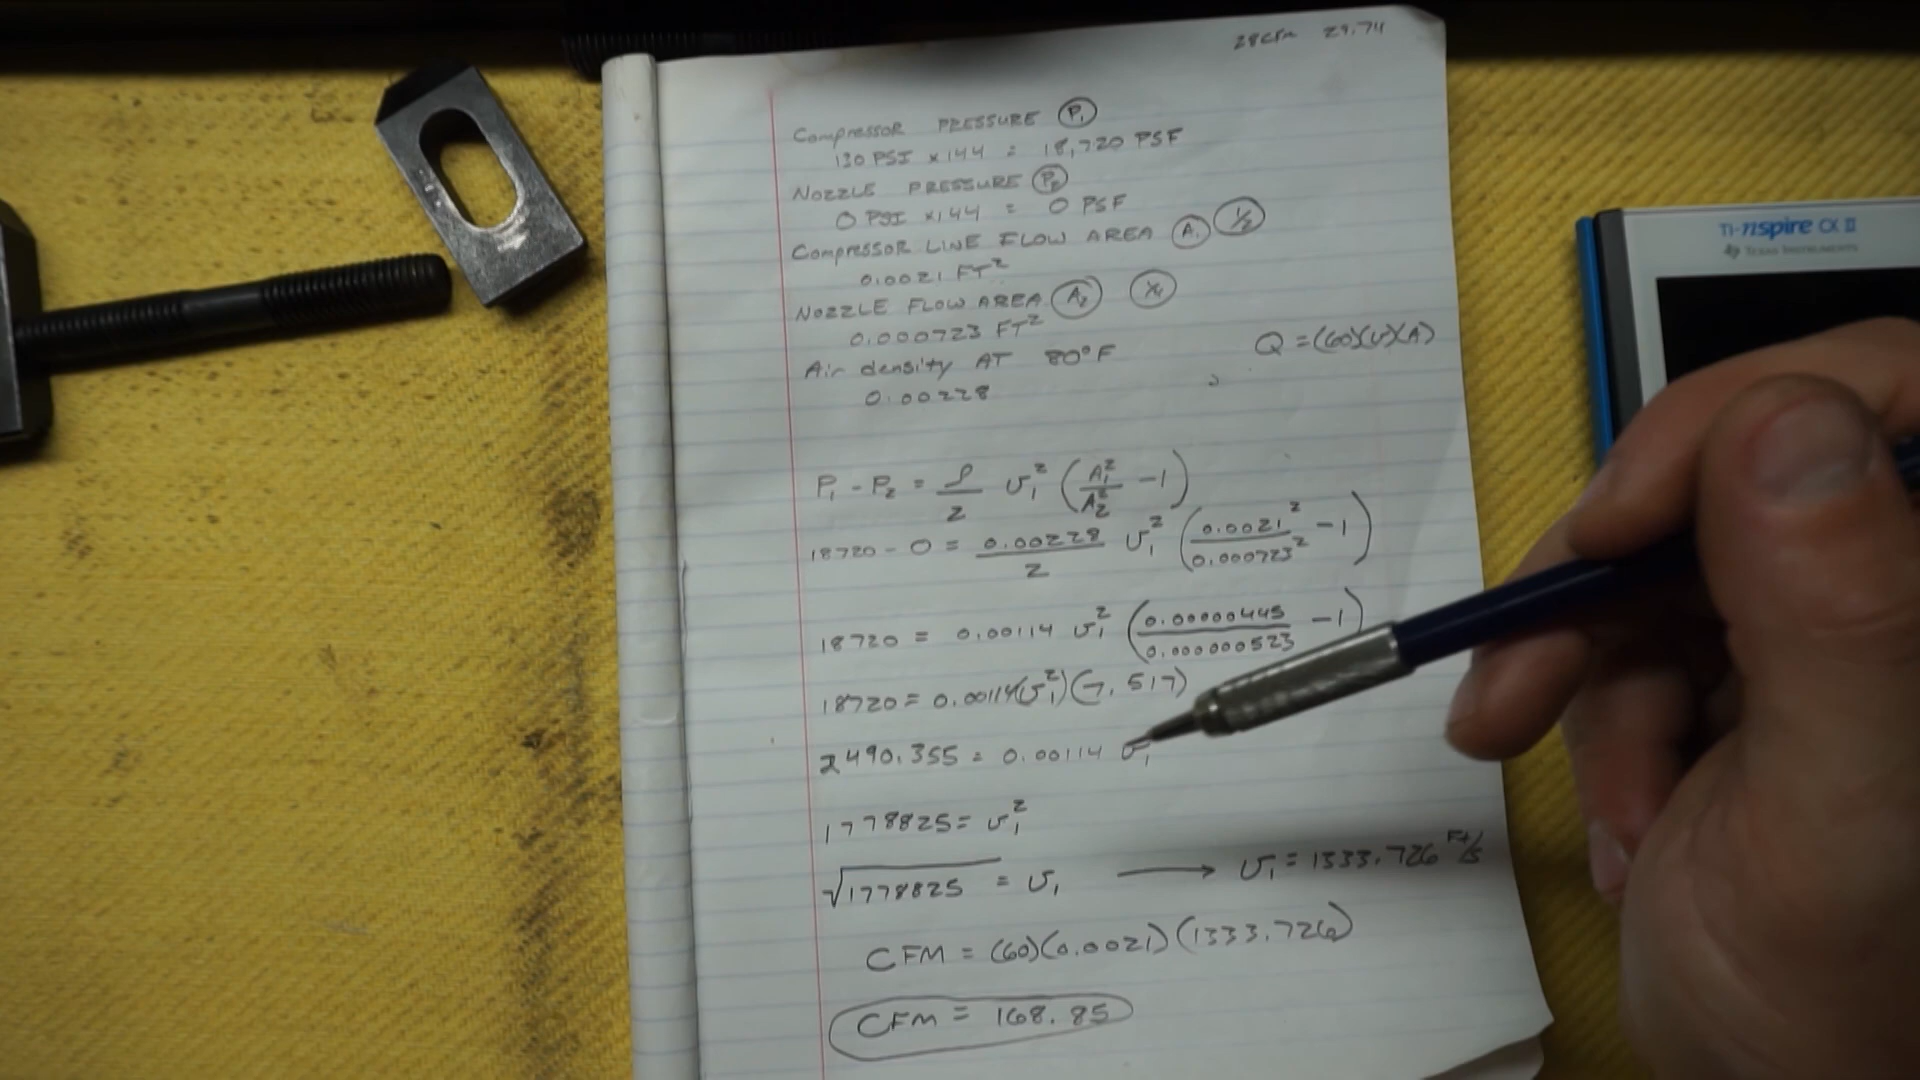 28CFM 29.74
Compressor PRESSURE P₁
130 PSI × 144 = 18,720 PSF
NOZZLE PRESSURE P₂
0 PSI ×144 = 0 PSF
Compressor LINE FLOW AREA A₁ 1/2
0.0021 FT²
NOZZLE FLOW AREA A₂ 1/4
0.000723 FT²
Air density AT 80°F
0.00228
Q = (60)(v)(A)
P₁ - P₂ = ρ/2 v₁² (A₁²/A₂² - 1)
18720 - 0 = 0.00228/2 v₁² (0.0021²/0.000723² - 1)
18720 = 0.00114 v₁² (0.00000445/0.000000523 - 1)
18720 = 0.00114(v₁²)(7.517)
2490.355 = 0.00114 v₁
1778825 = v₁²
√1778825 = v₁ → v₁ = 1333.726 Ft/s
CFM = (60)(0.0021)(1333.726)
CFM = 168.85
TI-nspire CX II
TEXAS INSTRUMENTS